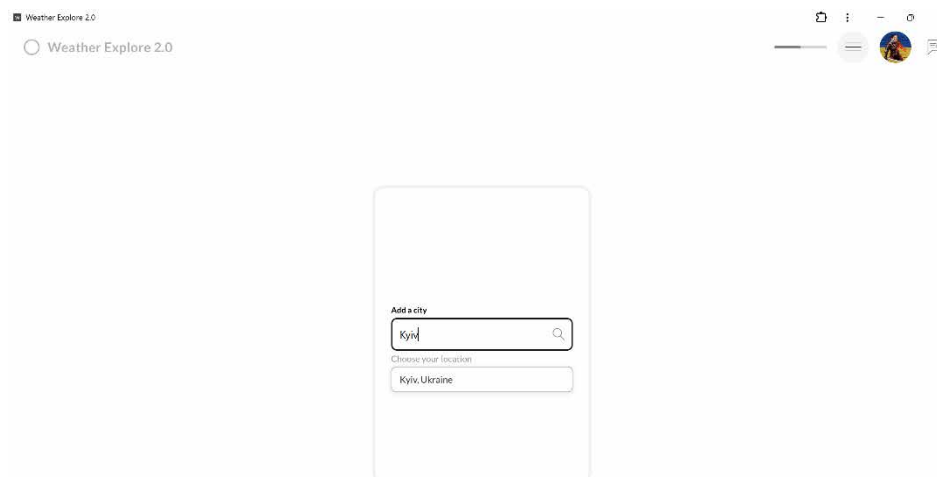 Weather Explore 2.0
Weather Explore 2.0
Add a city
Kyiv
Choose your location
Kyiv, Ukraine